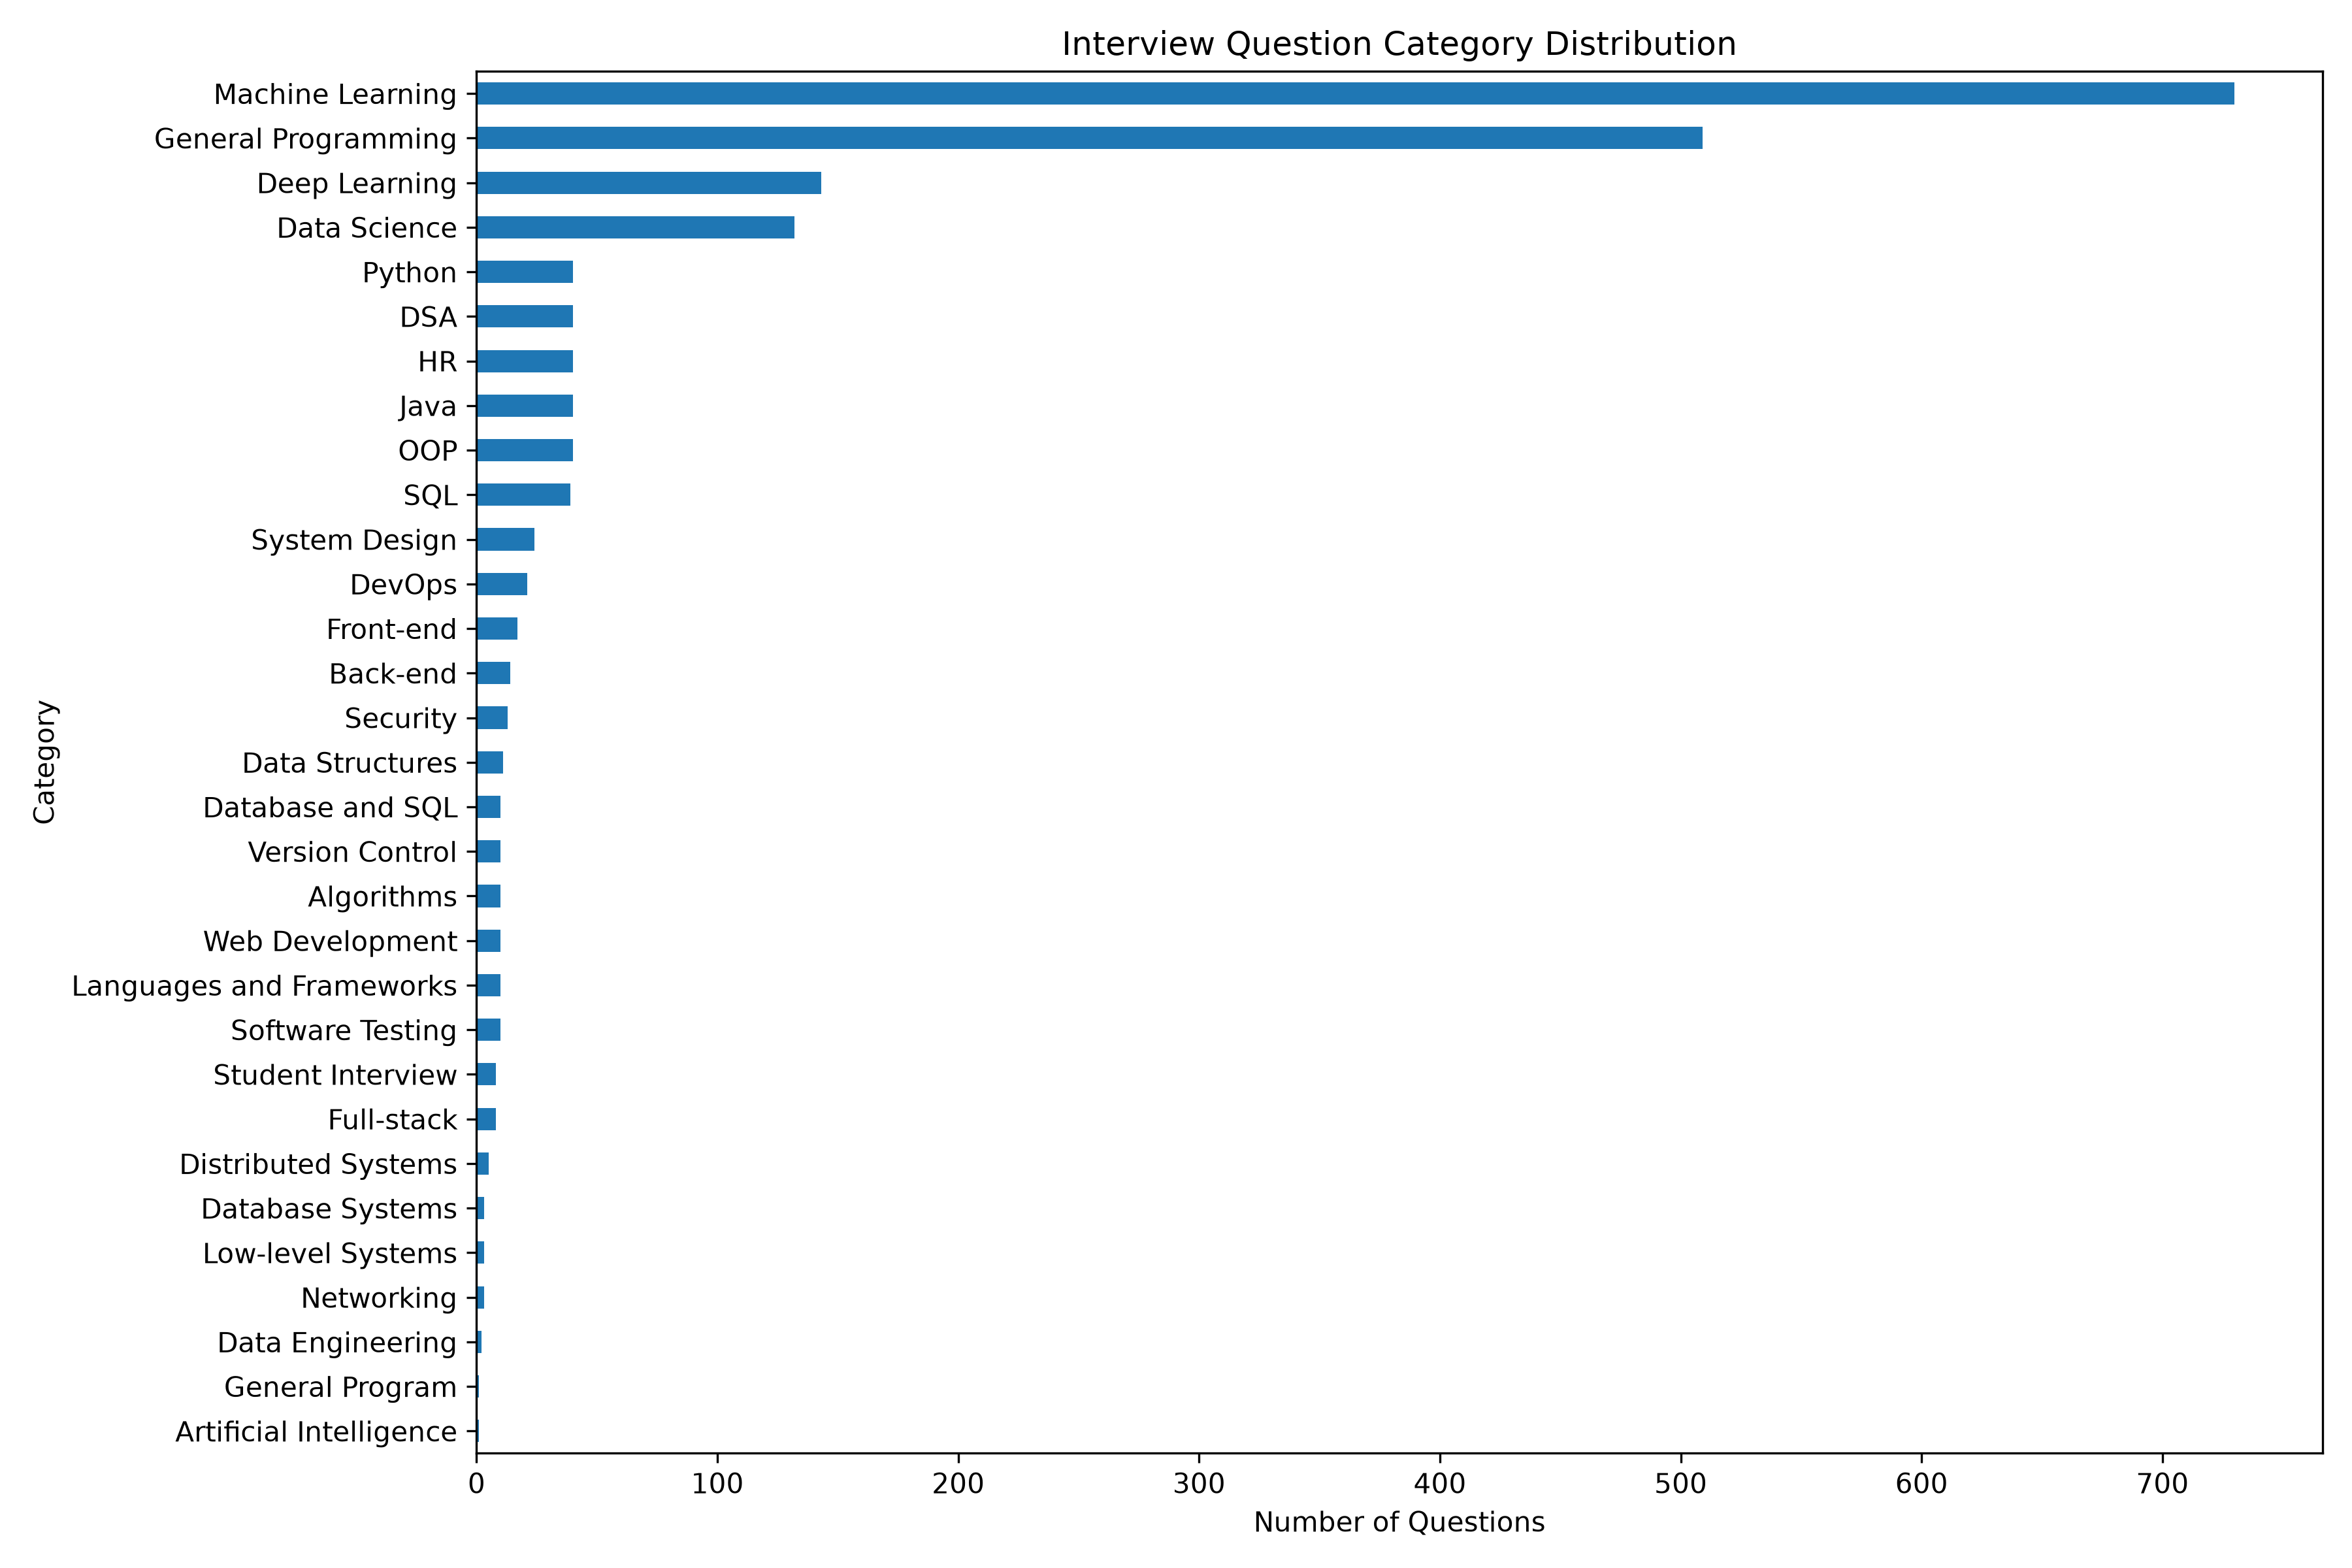 Interview Question Category Distribution
Machine Learning
General Programming
Deep Learning
Data Science
Python
DSA
HR
Java
OOP
SQL
System Design
DevOps
Front-end
Back-end
Security
Data Structures
Database and SQL
Version Control
Algorithms
Web Development
Languages and Frameworks
Software Testing
Student Interview
Full-stack
Distributed Systems
Database Systems
Low-level Systems
Networking
Data Engineering
General Program
Artificial Intelligence
Category
0 100 200 300 400 500 600 700
Number of Questions